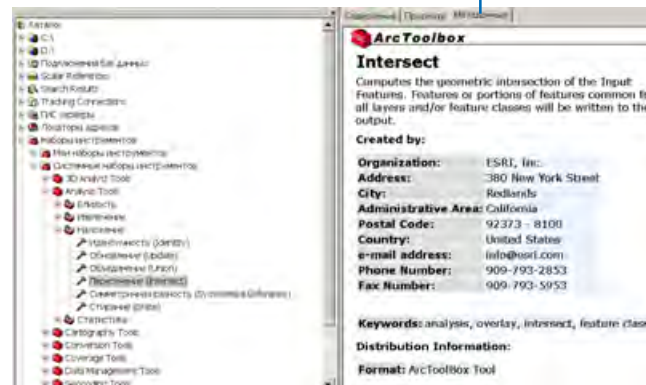 Каталог
C:\
D:\
Подключения баз данных
Scalar References
Search Results
Tracking Connections
ГИС серверы
Локаторы адресов
Наборы инструментов
Мои наборы инструментов
Системные наборы инструментов
3D Analyst Tools
Analysis Tools
Близость
Извлечение
Наложение
Идентичность (Identity)
Обновление (Update)
Объединение (Union)
Пересечение (Intersect)
Симметричная разность (Symmetrical Difference)
Стирание (Erase)
Статистика
Cartography Tools
Conversion Tools
Coverage Tools
Data Management Tools
Geocoding Tools
Содержание Просмотр Метаданные
ArcToolbox
Intersect
Computes the geometric intersection of the Input
Features. Features or portions of features common
all layers and/or feature classes will be written to the
output.
Created by:
Organization: ESRI, Inc.
Address: 380 New York Street
City: Redlands
Administrative Area: California
Postal Code: 92373 - 8100
Country: United States
e-mail address: info@esri.com
Phone Number: 909-793-2853
Fax Number: 909-793-5953
Keywords: analysis, overlay, intersect, feature clas
Distribution Information:
Format: ArcToolBox Tool